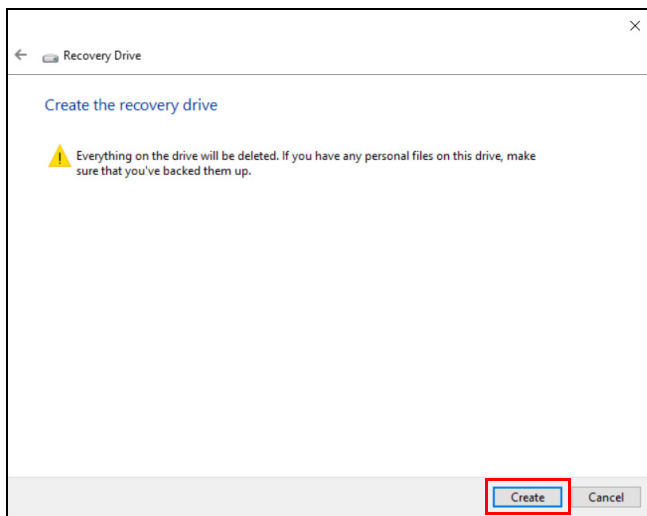 Recovery Drive
Create the recovery drive
Everything on the drive will be deleted. If you have any personal files on this drive, make
sure that you've backed them up.
Create
Cancel